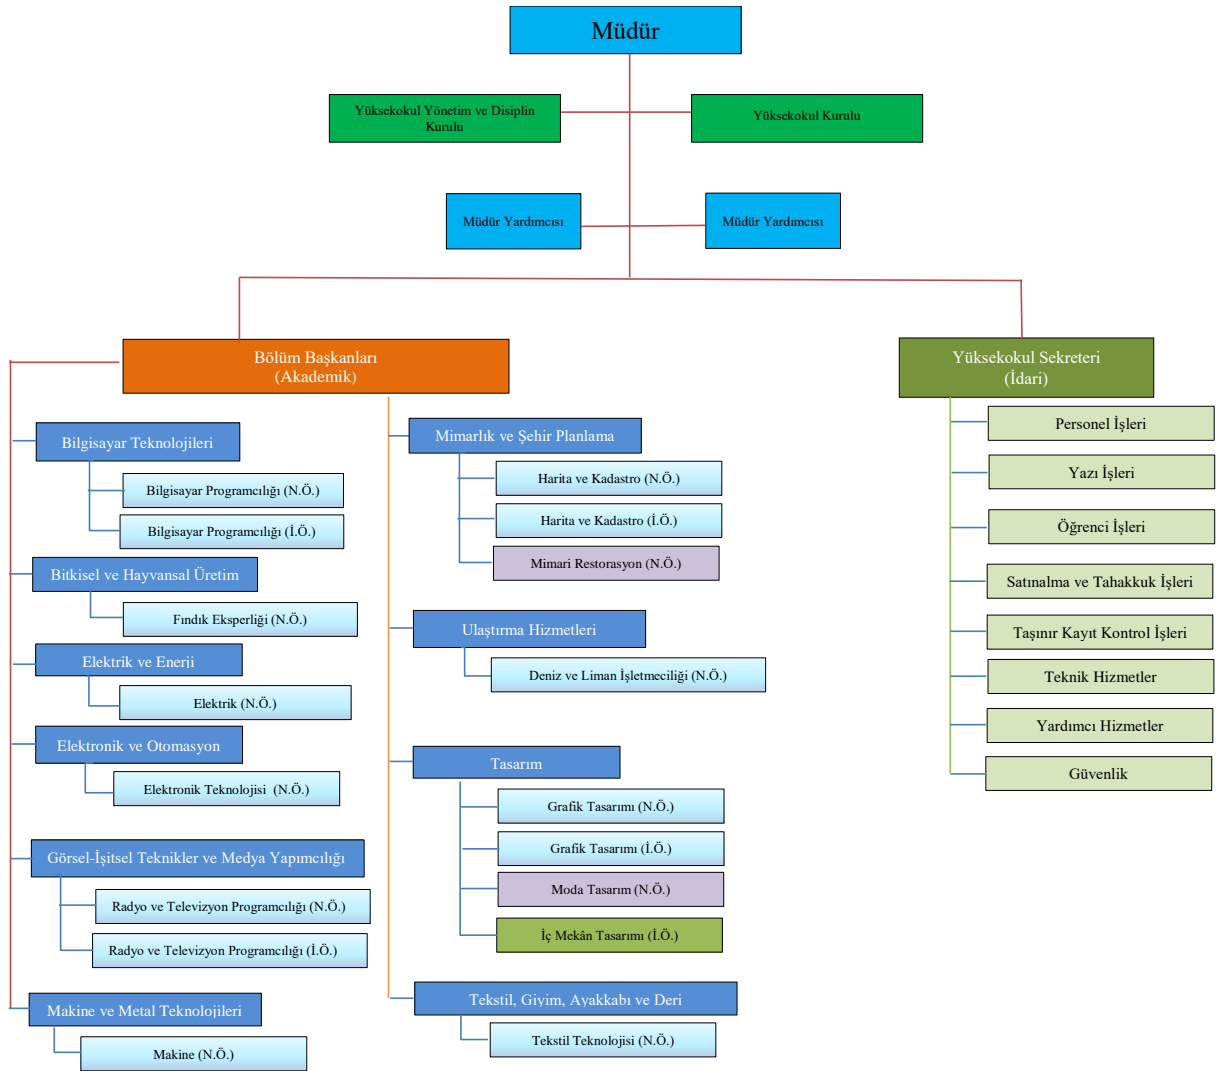 Müdür
Yüksekokul Yönetim ve Disiplin
Kurulu
Yüksekokul Kurulu
Müdür Yardımcısı
Müdür Yardımcısı
Bölüm Başkanları
(Akademik)
Yüksekokul Sekreteri
(İdari)
Bilgisayar Teknolojileri
Bilgisayar Programcılığı (N.Ö.)
Bilgisayar Programcılığı (İ.Ö.)
Bitkisel ve Hayvansal Üretim
Fındık Eksperliği (N.Ö.)
Elektrik ve Enerji
Elektrik (N.Ö.)
Elektronik ve Otomasyon
Elektronik Teknolojisi (N.Ö.)
Görsel-İşitsel Teknikler ve Medya Yapımcılığı
Radyo ve Televizyon Programcılığı (N.Ö.)
Radyo ve Televizyon Programcılığı (İ.Ö.)
Makine ve Metal Teknolojileri
Makine (N.Ö.)
Mimarlık ve Şehir Planlama
Harita ve Kadastro (N.Ö.)
Harita ve Kadastro (İ.Ö.)
Mimari Restorasyon (N.Ö.)
Ulaştırma Hizmetleri
Deniz ve Liman İşletmeciliği (N.Ö.)
Tasarım
Grafik Tasarımı (N.Ö.)
Grafik Tasarımı (İ.Ö.)
Moda Tasarım (N.Ö.)
İç Mekân Tasarımı (İ.Ö.)
Tekstil, Giyim, Ayakkabı ve Deri
Tekstil Teknolojisi (N.Ö.)
Personel İşleri
Yazı İşleri
Öğrenci İşleri
Satınalma ve Tahakkuk İşleri
Taşınır Kayıt Kontrol İşleri
Teknik Hizmetler
Yardımcı Hizmetler
Güvenlik